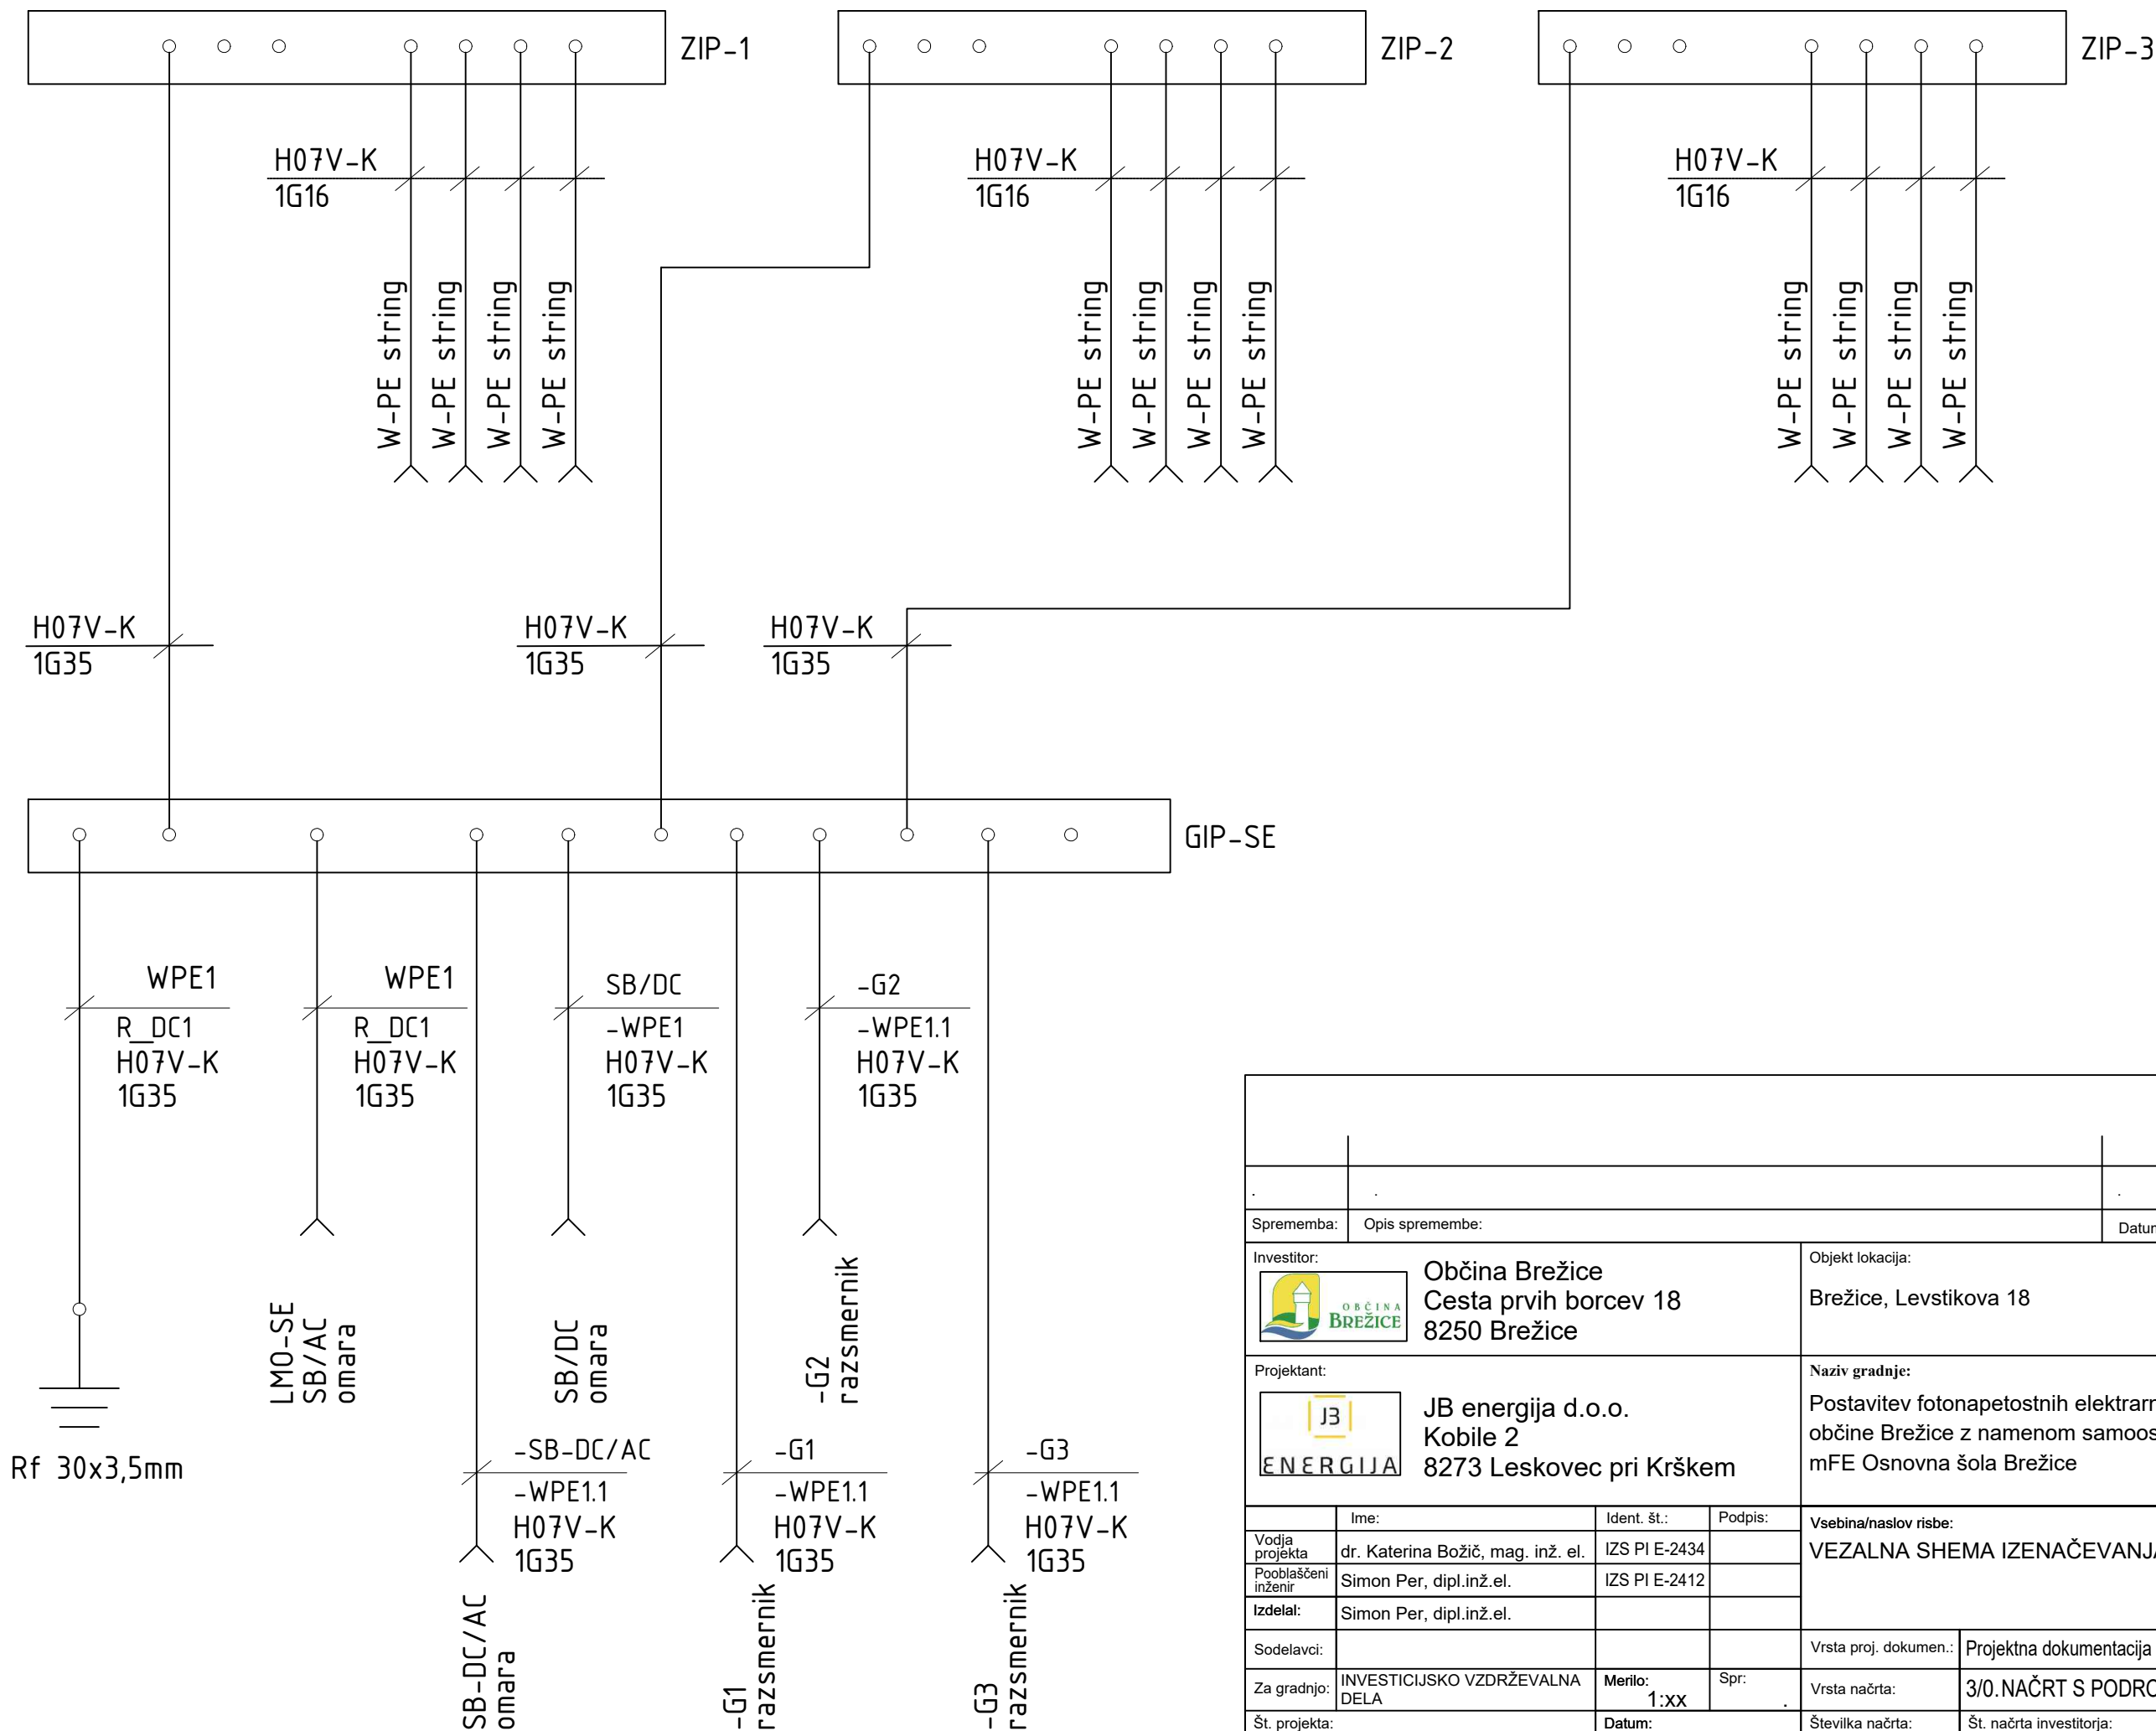 ZIP-1
ZIP-2
ZIP-3
H07V-K
1G16
H07V-K
1G16
H07V-K
1G16
W-PE string
W-PE string
W-PE string
W-PE string
W-PE string
W-PE string
W-PE string
W-PE string
W-PE string
W-PE string
W-PE string
W-PE string
H07V-K
1G35
H07V-K
1G35
H07V-K
1G35
GIP-SE
WPE1
R_DC1
H07V-K
1G35
WPE1
R_DC1
H07V-K
1G35
SB/DC
-WPE1
H07V-K
1G35
-G2
-WPE1.1
H07V-K
1G35
LMO-SE
SB/AC
omara
SB/DC
omara
-G2
razsmernik
Rf 30x3,5mm
-SB-DC/AC
-WPE1.1
H07V-K
1G35
-G1
-WPE1.1
H07V-K
1G35
-G3
-WPE1.1
H07V-K
1G35
SB-DC/AC
omara
-G1
razsmernik
-G3
razsmernik
. . .
Sprememba: Opis spremembe:
Investitor:
OBČINA
BREŽICE
Občina Brežice
Cesta prvih borcev 18
8250 Brežice
Objekt lokacija:
Brežice, Levstikova 18
Projektant:
JB
ENERGIJA
JB energija d.o.o.
Kobile 2
8273 Leskovec pri Krškem
Naziv gradnje:
Postavitev fotonapetostnih
občine Brežice z namenom
mFE Osnovna šola Brežice
Ime: Ident. št.: Podpis:
Vodja
projekta
dr. Katerina Božič, mag. inž. el. IZS PI E-2434
Pooblaščeni
inženir
Simon Per, dipl.inž.el. IZS PI E-2412
Izdelal: Simon Per, dipl.inž.el.
Sodelavci:
Za gradnjo: INVESTICIJSKO VZDRŽEVALNA
DELA
Merilo:
1:xx
Spr:
.
Št. projekta: Datum:
Vsebina/naslov risbe:
VEZALNA SHEMA
Vrsta proj. dokumen.: Projektna dokumentacija
Vrsta načrta: 3/0.NAČRT S
Številka načrta: Št. načrta investitorja: